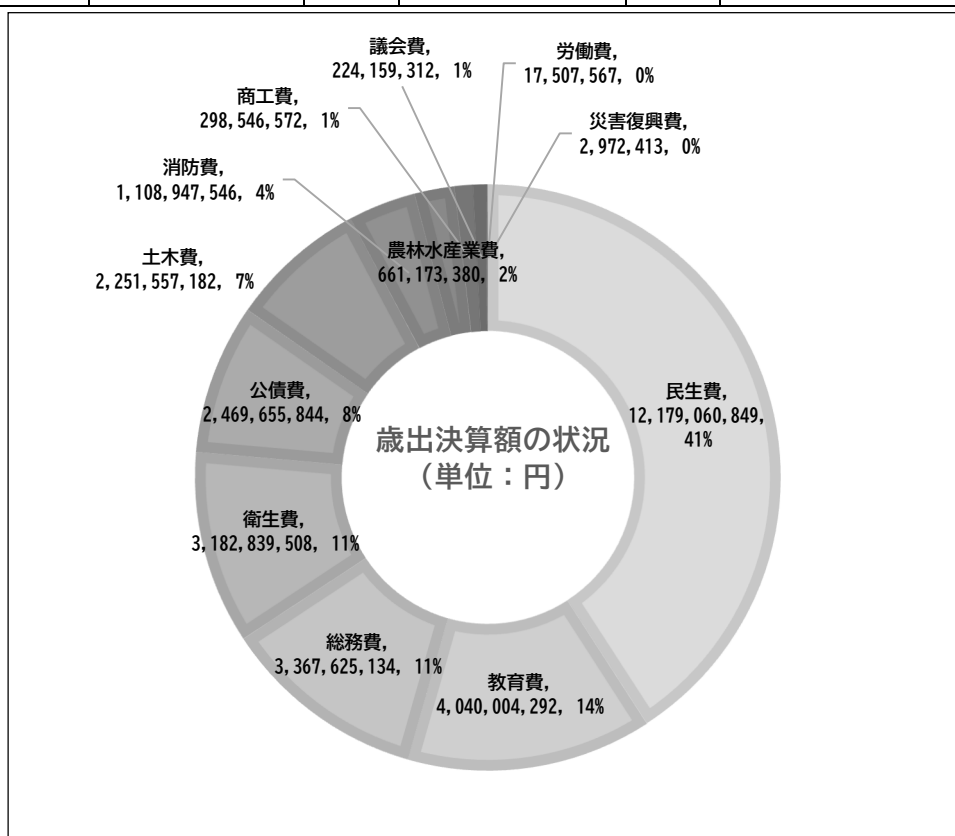 議会費,
224,159,312, 1%
労働費,
17,507,567, 0%
商工費,
298,546,572, 1%
災害復興費,
2,972,413, 0%
消防費,
1,108,947,546, 4%
農林水産業費,
661,173,380, 2%
土木費,
2,251,557,182, 7%
公債費,
2,469,655,844, 8%
民生費,
12,179,060,849,
41%
歳出決算額の状況
（単位：円）
衛生費,
3,182,839,508, 11%
総務費,
3,367,625,134, 11%
教育費,
4,040,004,292, 14%